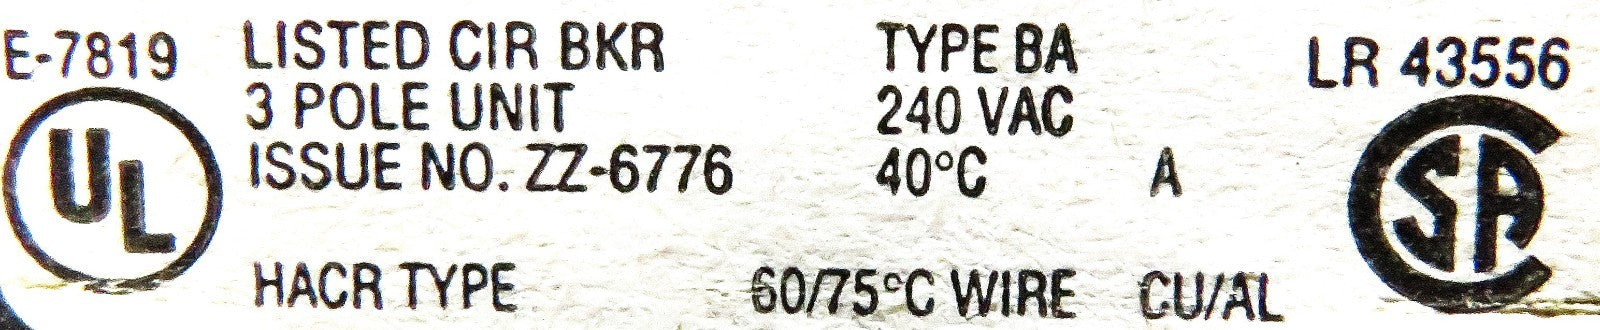 E-7819
UL
LISTED CIR BKR
3 POLE UNIT
ISSUE NO. ZZ-6776
HACR TYPE
TYPE BA
240 VAC
40°C A
60/75°C WIRE CU/AL
LR 43556
CSA